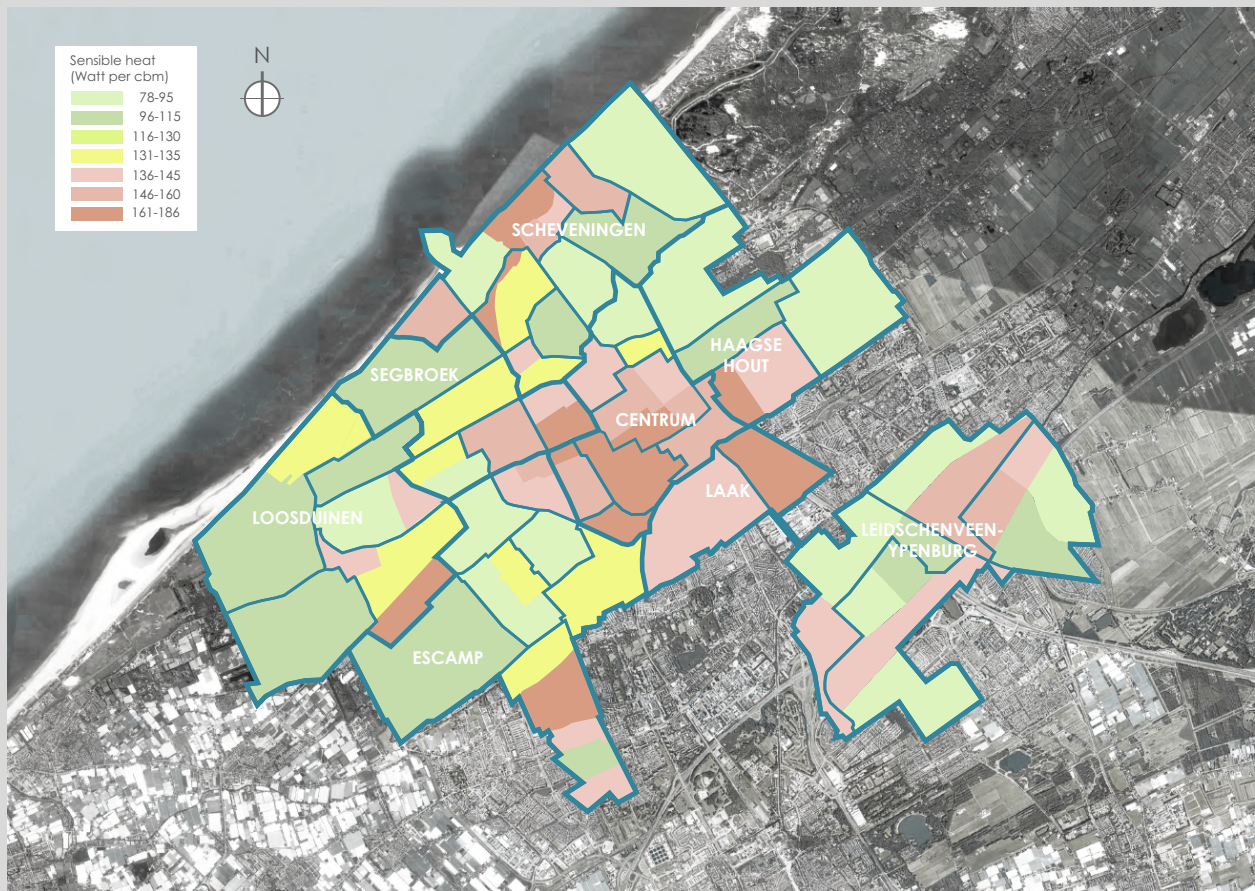 Sensible heat
(Watt per cbm)
78-95
96-115
116-130
131-135
136-145
146-160
161-186
N
SCHEVENINGEN
HAAGSE
HOUT
SEGBROEK
CENTRUM
LAAK
LOOSDUINEN
LEIDSCHENVEEN-
YPENBURG
ESCAMP